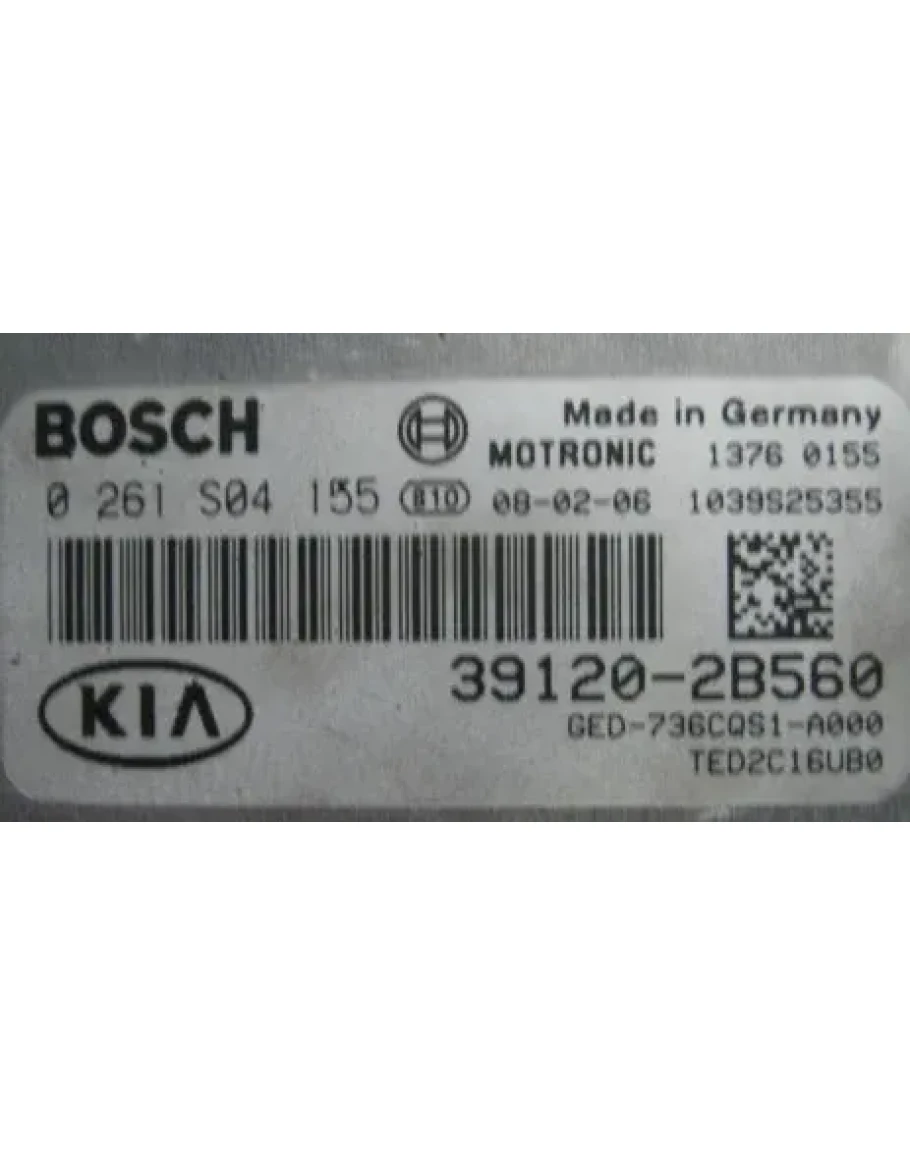 BOSCH
Made in Germany
MOTRONIC 1376 0155
0 261 S04 155 810 08-02-06 1039S25355
39120-2B560
KIA
GED-736CQS1-A000
TED2C16UB0